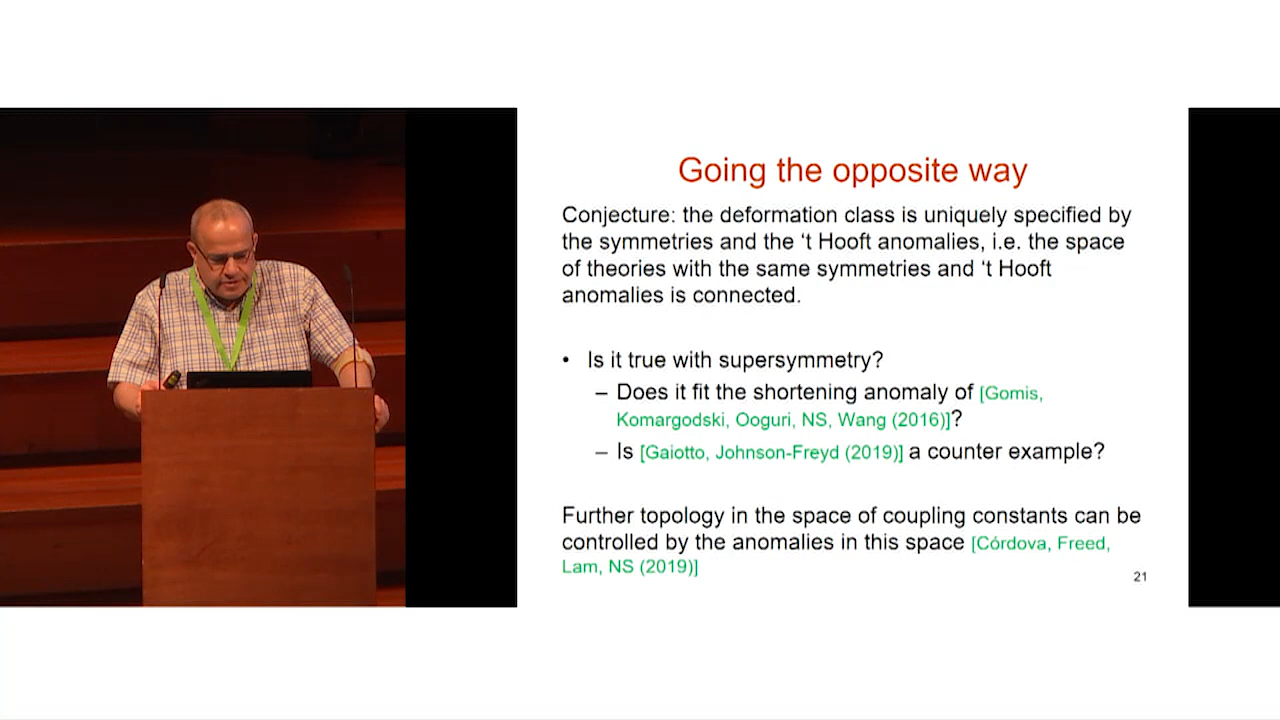 Going the opposite way
Conjecture: the deformation class is uniquely specified by
the symmetries and the ‘t Hooft anomalies, i.e. the space
of theories with the same symmetries and ‘t Hooft
anomalies is connected.
• Is it true with supersymmetry?
– Does it fit the shortening anomaly of [Gomis,
Komargodski, Ooguri, NS, Wang (2016)]?
– Is [Gaiotto, Johnson-Freyd (2019)] a counter example?
Further topology in the space of coupling constants can be
controlled by the anomalies in this space [Córdova, Freed,
Lam, NS (2019)]
21